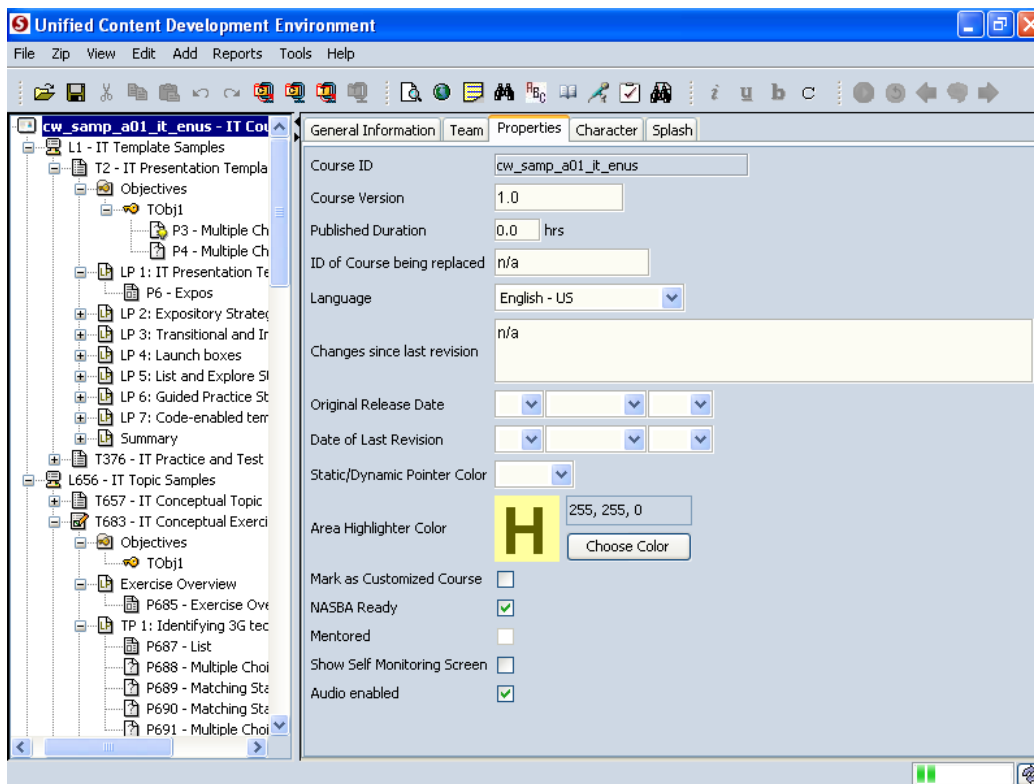 Unified Content Development Environment
File Zip View Edit Add Reports Tools Help
ABC i u b c
cw_samp_a01_it_enus - IT Cou
L1 - IT Template Samples
T2 - IT Presentation Templa
Objectives
TObj1
P3 - Multiple Ch
P4 - Multiple Ch
LP 1: IT Presentation Te
P6 - Expos
LP 2: Expository Strateg
LP 3: Transitional and In
LP 4: Launch boxes
LP 5: List and Explore St
LP 6: Guided Practice St
LP 7: Code-enabled tem
Summary
T376 - IT Practice and Test
L656 - IT Topic Samples
T657 - IT Conceptual Topic
T683 - IT Conceptual Exerci
Objectives
TObj1
Exercise Overview
P685 - Exercise Ove
TP 1: Identifying 3G tec
P687 - List
P688 - Multiple Choi
P689 - Matching Sta
P690 - Matching Sta
P691 - Multiple Choi
General Information Team Properties Character Splash
Course ID cw_samp_a01_it_enus
Course Version 1.0
Published Duration 0.0 hrs
ID of Course being replaced n/a
Language English - US
n/a
Changes since last revision
Original Release Date
Date of Last Revision
Static/Dynamic Pointer Color
H 255, 255, 0
Area Highlighter Color
Choose Color
Mark as Customized Course
NASBA Ready
Mentored
Show Self Monitoring Screen
Audio enabled